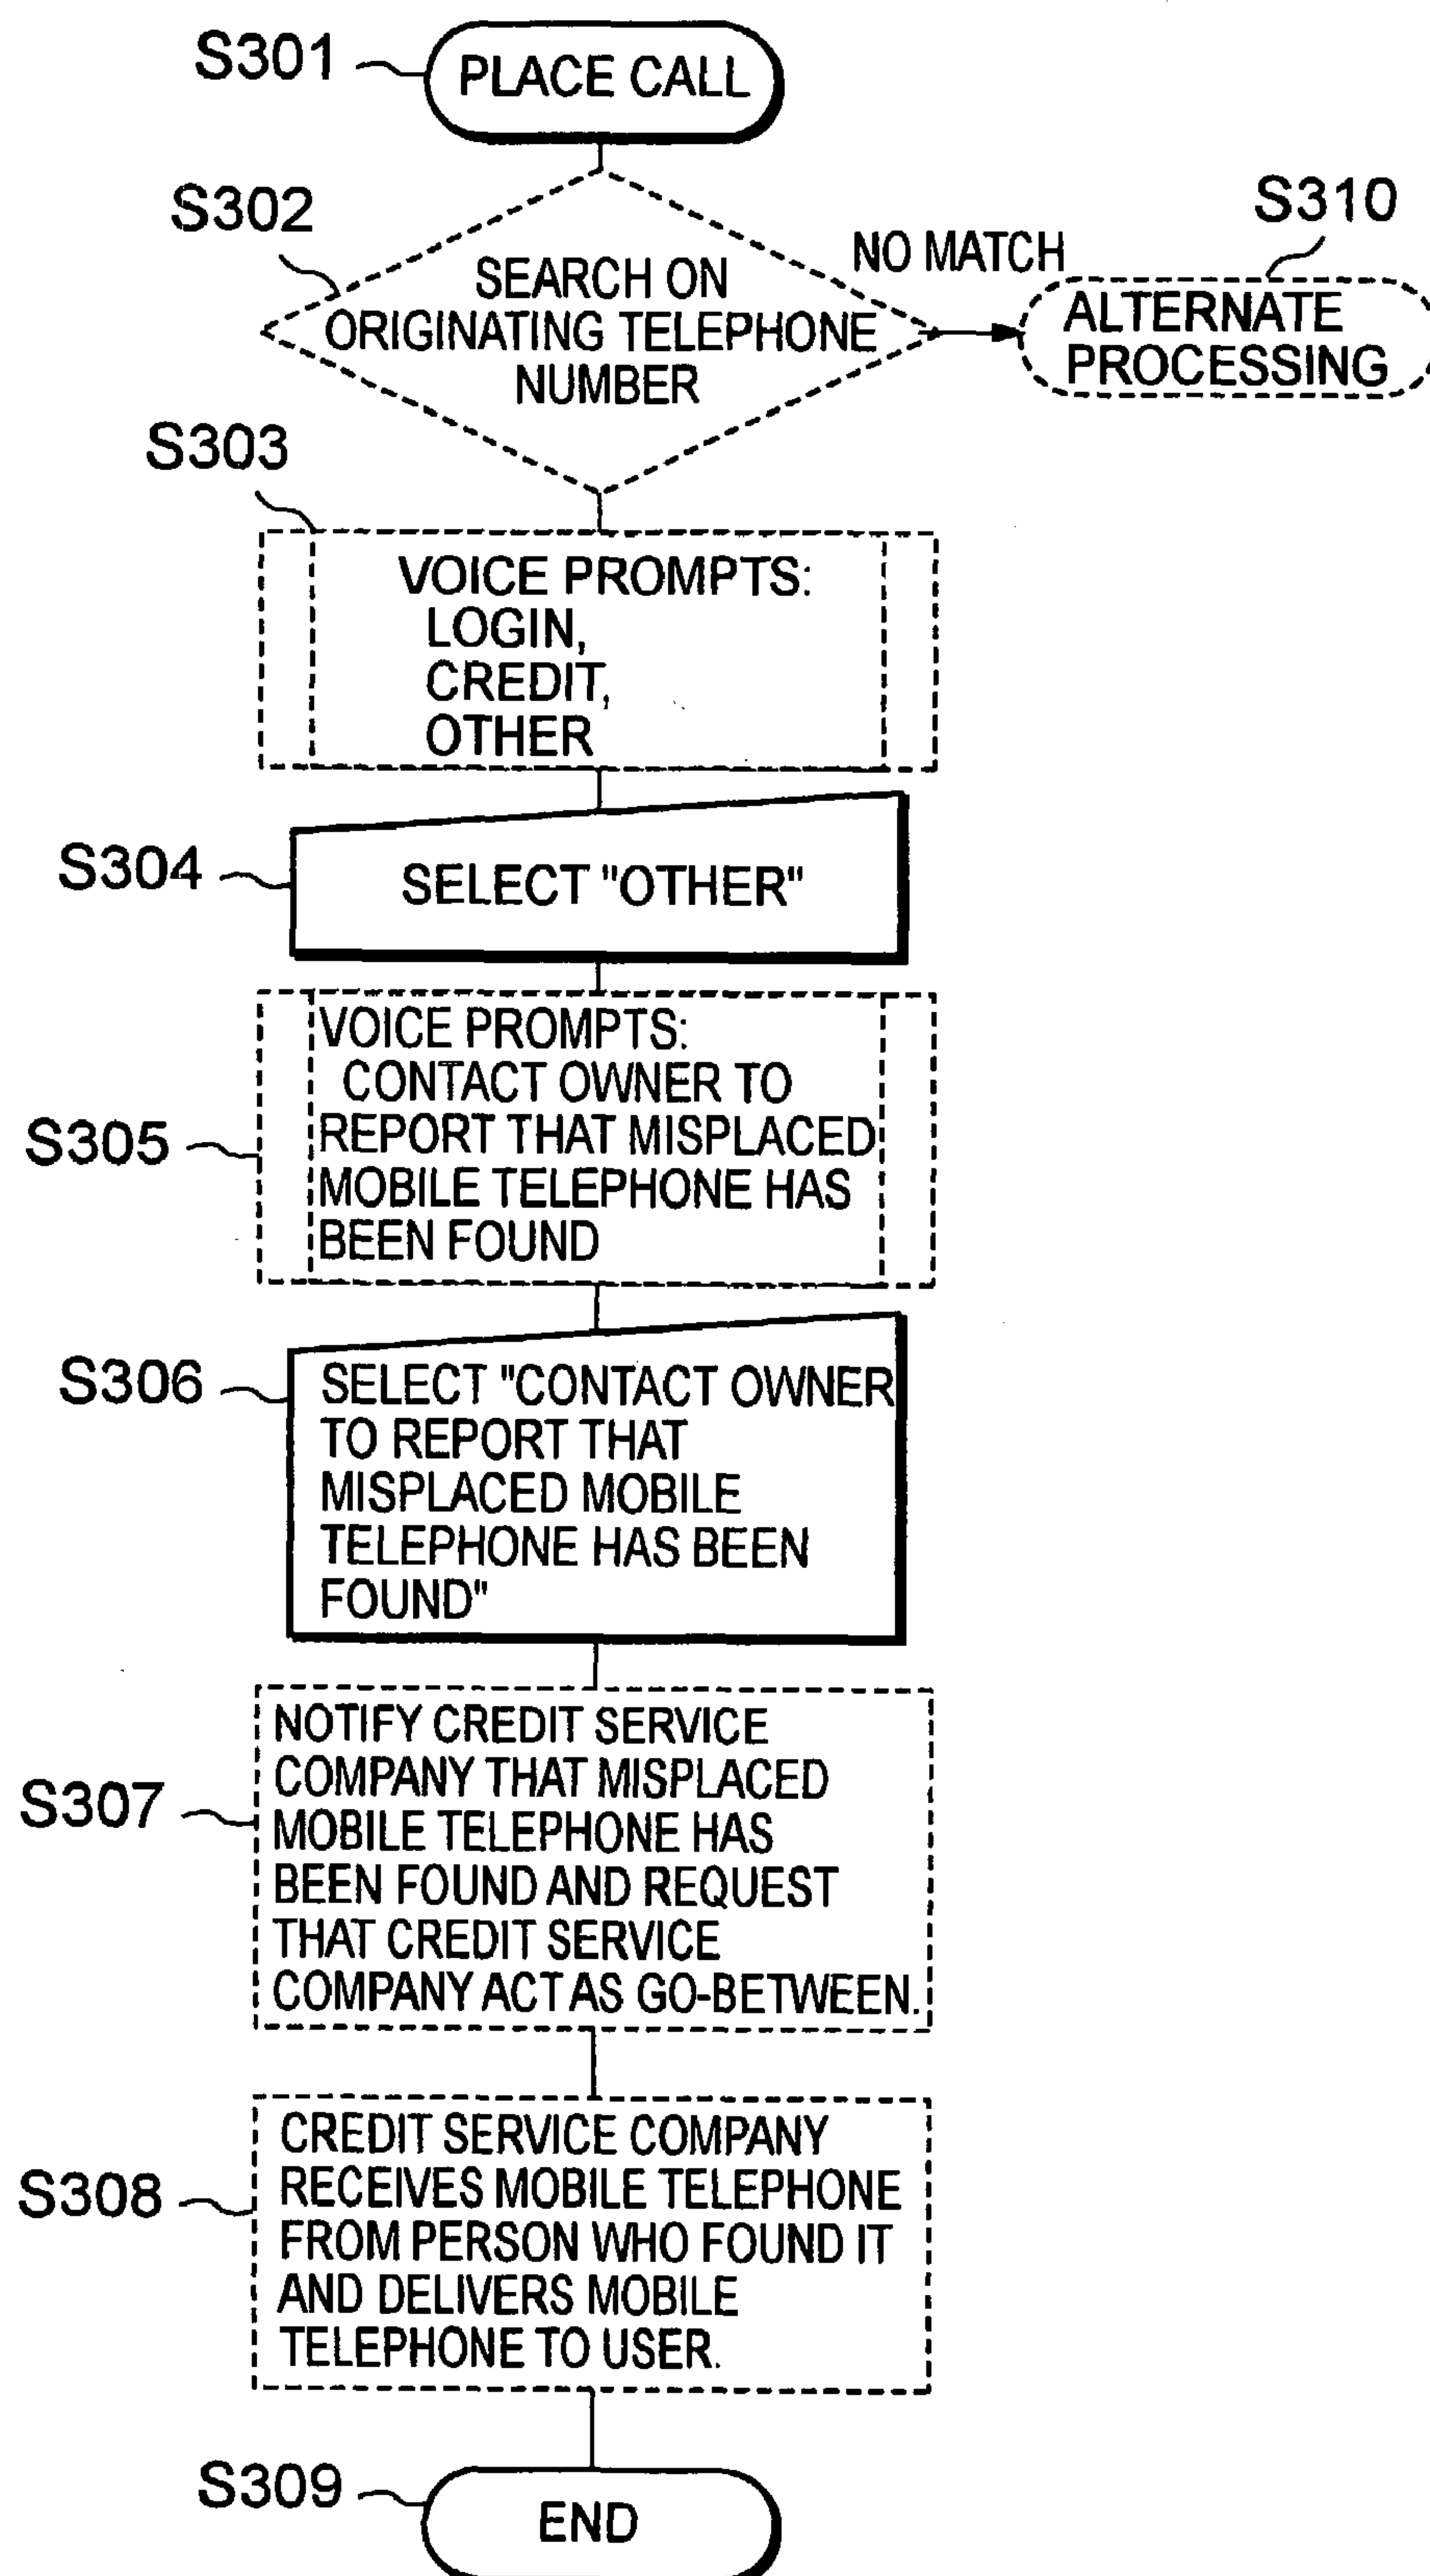 S301
PLACE CALL
S302
SEARCH ON
ORIGINATING TELEPHONE
NUMBER
NO MATCH
S310
ALTERNATE
PROCESSING
S303
VOICE PROMPTS:
LOGIN,
CREDIT,
OTHER
S304
SELECT "OTHER"
S305
VOICE PROMPTS:
CONTACT OWNER TO
REPORT THAT MISPLACED
MOBILE TELEPHONE HAS
BEEN FOUND
S306
SELECT "CONTACT OWNER
TO REPORT THAT
MISPLACED MOBILE
TELEPHONE HAS BEEN
FOUND"
S307
NOTIFY CREDIT SERVICE
COMPANY THAT MISPLACED
MOBILE TELEPHONE HAS
BEEN FOUND AND REQUEST
THAT CREDIT SERVICE
COMPANY ACT AS GO-BETWEEN.
S308
CREDIT SERVICE COMPANY
RECEIVES MOBILE TELEPHONE
FROM PERSON WHO FOUND IT
AND DELIVERS MOBILE
TELEPHONE TO USER.
S309
END